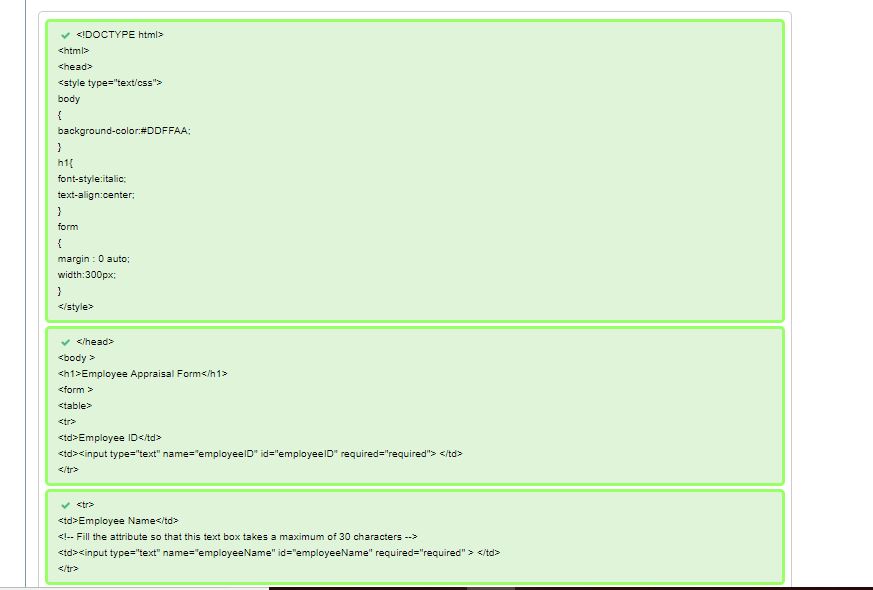 <!DOCTYPE html>
<html>
<head>
<style type="text/css">
body
{
background-color:#DDFFAA;
}
h1{
font-style:italic;
text-align:center;
}
form
{
margin : 0 auto;
width:300px;
}
</style>
</head>
<body >
<h1>Employee Appraisal Form</h1>
<form >
<table>
<tr>
<td>Employee ID</td>
<td><input type="text" name="employeeID" id="employeeID" required="required"> </td>
</tr>
<tr>
<td>Employee Name</td>
<!-- Fill the attribute so that this text box takes a maximum of 30 characters -->
<td><input type="text" name="employeeName" id="employeeName" required="required" > </td>
</tr>